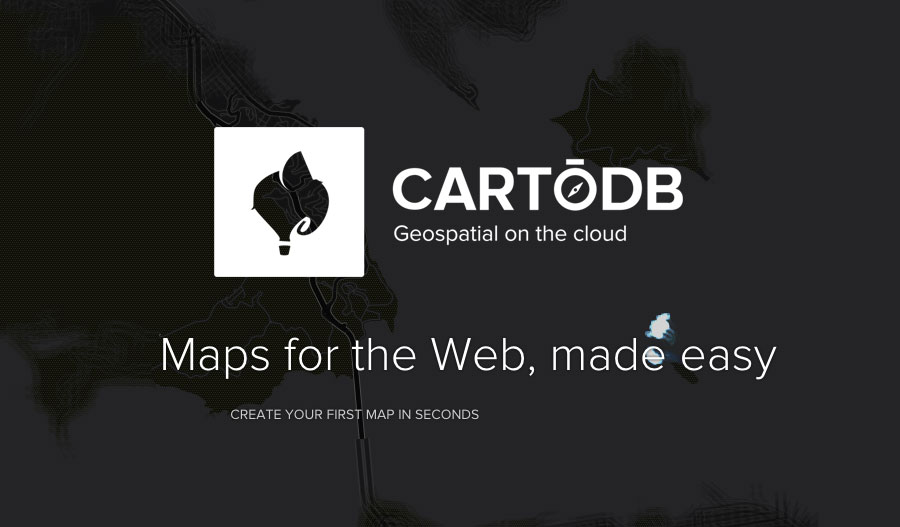 CARTŌDB
Geospatial on the cloud
Maps for the Web, made easy
CREATE YOUR FIRST MAP IN SECONDS